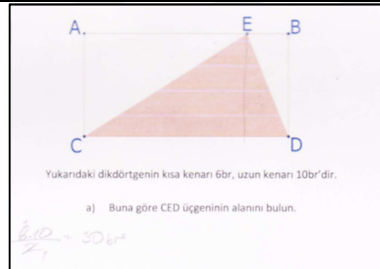 A. E .B
C D
Yukarıdaki dikdörtgenin kısa kenarı 6br, uzun kenarı 10br'dir.
a) Buna göre CED üçgeninin alanını bulun.
6.10
2 = 30 br²